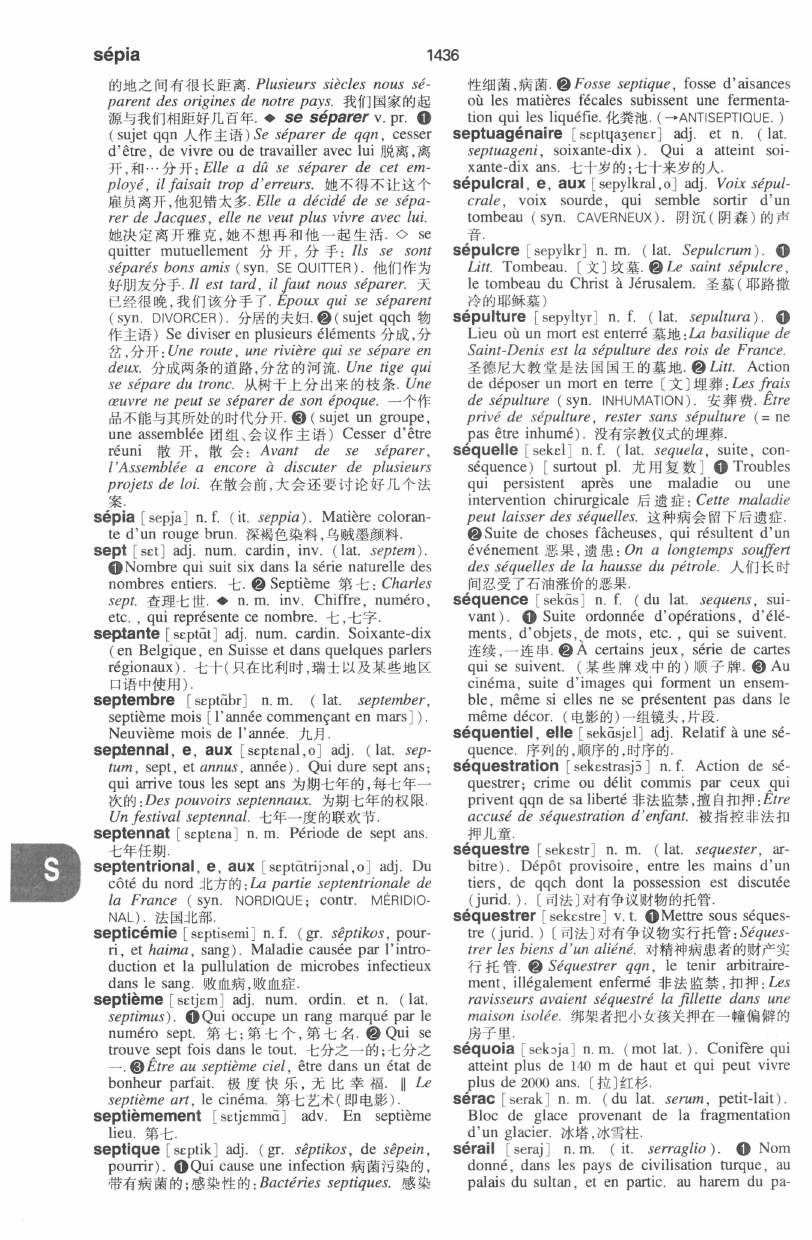 sépia
1436
的地之间有很长距离. Plusieurs siècles nous sé-
parent des origines de notre pays. 我们国家的起
源与我们相距好几百年. ◆ se séparer v. pr. ❶
(sujet qqn 人作主语) Se séparer de qqn, cesser
d'être, de vivre ou de travailler avec lui 脱离,离
开,和…分开: Elle a dû se séparer de cet em-
ployé, il faisait trop d'erreurs. 她不得不让这个
雇员离开,他犯错太多. Elle a décidé de se sépa-
rer de Jacques, elle ne veut plus vivre avec lui.
她决定离开雅克,她不想再和他一起生活. ◇ se
quitter mutuellement 分开, 分手: Ils se sont
séparés bons amis (syn. SE QUITTER). 他们作为
好朋友分手. Il est tard, il faut nous séparer. 天
已经很晚,我们该分手了. Époux qui se séparent
(syn. DIVORCER). 分居的夫妇. ❷ (sujet qqch 物
作主语) Se diviser en plusieurs éléments 分成,分
岔,分开: Une route, une rivière qui se sépare en
deux. 分成两条的道路,分岔的河流. Une tige qui
se sépare du tronc. 从树干上分出来的枝条. Une
œuvre ne peut se séparer de son époque. 一个作
品不能与其所处的时代分开. ❸ (sujet un groupe,
une assemblée 团组、会议作主语) Cesser d'être
réuni 散开, 散会: Avant de se séparer,
l'Assemblée a encore à discuter de plusieurs
projets de loi. 在散会前,大会还要讨论好几个法
案.
sépia [sepja] n. f. (it. seppia). Matière coloran-
te d'un rouge brun. 深褐色染料,乌贼墨颜料.
sept [sɛt] adj. num. cardin, inv. (lat. septem).
❶ Nombre qui suit six dans la série naturelle des
nombres entiers. 七. ❷ Septième 第七: Charles
sept. 查理七世. ◆ n. m. inv. Chiffre, numéro,
etc., qui représente ce nombre. 七,七字.
septante [sɛptɑ̃t] adj. num. cardin. Soixante-dix
(en Belgique, en Suisse et dans quelques parlers
régionaux). 七十(只在比利时,瑞士以及某些地区
口语中使用).
septembre [sɛptɑ̃br] n. m. (lat. september,
septième mois [l'année commençant en mars]).
Neuvième mois de l'année. 九月.
septennal, e, aux [sɛptɛnal,o] adj. (lat. sep-
tum, sept, et annus, année). Qui dure sept ans;
qui arrive tous les sept ans 为期七年的,每七年一
次的: Des pouvoirs septennaux. 为期七年的权限.
Un festival septennal. 七年一度的联欢节.
septennat [sɛptɛna] n. m. Période de sept ans.
七年任期.
septentrional, e, aux [sɛptɑ̃trijɔnal,o] adj. Du
côté du nord 北方的: La partie septentrionale de
la France (syn. NORDIQUE; contr. MÉRIDIO-
NAL). 法国北部.
septicémie [sɛptisemi] n. f. (gr. sêptikos, pour-
ri, et haima, sang). Maladie causée par l'intro-
duction et la pullulation de microbes infectieux
dans le sang. 败血病,败血症.
septième [sɛtjɛm] adj. num. ordin. et n. (lat.
septimus). ❶ Qui occupe un rang marqué par le
numéro sept. 第七;第七个,第七名. ❷ Qui se
trouve sept fois dans le tout. 七分之一的;七分之
一. ❸ Être au septième ciel, être dans un état de
bonheur parfait. 极度快乐, 无比幸福. ‖ Le
septième art, le cinéma. 第七艺术(即电影).
septièmement [sɛtjɛmmɑ̃] adv. En septième
lieu. 第七.
septique [sɛptik] adj. (gr. sêptikos, de sêpein,
pourrir). ❶ Qui cause une infection 病菌污染的,
带有病菌的;感染性的: Bactéries septiques. 感染
S
性细菌,病菌. ❷ Fosse septique, fosse d'aisances
où les matières fécales subissent une fermenta-
tion qui les liquéfie. 化粪池. (→ANTISEPTIQUE.)
septuagénaire [sɛptɥaʒenɛr] adj. et n. (lat.
septuageni, soixante-dix). Qui a atteint soi-
xante-dix ans. 七十岁的;七十来岁的人.
sépulcral, e, aux [sepylkral,o] adj. Voix sépul-
crale, voix sourde, qui semble sortir d'un
tombeau (syn. CAVERNEUX). 阴沉(阴森)的声
音.
sépulcre [sepylkr] n. m. (lat. Sepulcrum). ❶
Litt. Tombeau. 〔文〕坟墓. ❷ Le saint sépulcre,
le tombeau du Christ à Jérusalem. 圣墓(耶路撒
冷的耶稣墓)
sépulture [sepyltyr] n. f. (lat. sepultura). ❶
Lieu où un mort est enterré 墓地: La basilique de
Saint-Denis est la sépulture des rois de France.
圣德尼大教堂是法国国王的墓地. ❷ Litt. Action
de déposer un mort en terre 〔文〕埋葬: Les frais
de sépulture (syn. INHUMATION). 安葬费. Être
privé de sépulture, rester sans sépulture (= ne
pas être inhumé). 没有宗教仪式的埋葬.
séquelle [sekɛl] n. f. (lat. sequela, suite, con-
séquence) [surtout pl. 尤用复数] ❶ Troubles
qui persistent après une maladie ou une
intervention chirurgicale 后遗症: Cette maladie
peut laisser des séquelles. 这种病会留下后遗症.
❷ Suite de choses fâcheuses, qui résultent d'un
événement 恶果,遗患: On a longtemps souffert
des séquelles de la hausse du pétrole. 人们长时
间忍受了石油涨价的恶果.
séquence [sekɑ̃s] n. f. (du lat. sequens, sui-
vant). ❶ Suite ordonnée d'opérations, d'élé-
ments, d'objets, de mots, etc., qui se suivent.
连续,一连串. ❷ À certains jeux, série de cartes
qui se suivent. (某些牌戏中的)顺子牌. ❸ Au
cinéma, suite d'images qui forment un ensem-
ble, même si elles ne se présentent pas dans le
même décor. (电影的)一组镜头,片段.
séquentiel, elle [sekɑ̃sjɛl] adj. Relatif à une sé-
quence. 序列的,顺序的,时序的.
séquestration [sekɛstrasjɔ̃] n. f. Action de sé-
questrer; crime ou délit commis par ceux qui
privent qqn de sa liberté 非法监禁,擅自扣押: Être
accusé de séquestration d'enfant. 被指控非法扣
押儿童.
séquestre [sekɛstr] n. m. (lat. sequester, ar-
bitre). Dépôt provisoire, entre les mains d'un
tiers, de qqch dont la possession est discutée
(jurid.). 〔司法〕对有争议财物的托管.
séquestrer [sekɛstre] v. t. ❶ Mettre sous séques-
tre (jurid.) 〔司法〕对有争议物实行托管: Séques-
trer les biens d'un aliéné. 对精神病患者的财产实
行托管. ❷ Séquestrer qqn, le tenir arbitraire-
ment, illégalement enfermé 非法监禁,扣押: Les
ravisseurs avaient séquestré la fillette dans une
maison isolée. 绑架者把小女孩关押在一幢偏僻的
房子里.
séquoia [sekɔja] n. m. (mot lat.). Conifère qui
atteint plus de 140 m de haut et qui peut vivre
plus de 2000 ans. [拉]红杉.
sérac [serak] n. m. (du lat. serum, petit-lait).
Bloc de glace provenant de la fragmentation
d'un glacier. 冰塔,冰雪柱.
sérail [seraj] n. m. (it. serraglio). ❶ Nom
donné, dans les pays de civilisation turque, au
palais du sultan, et en partic. au harem du pa-